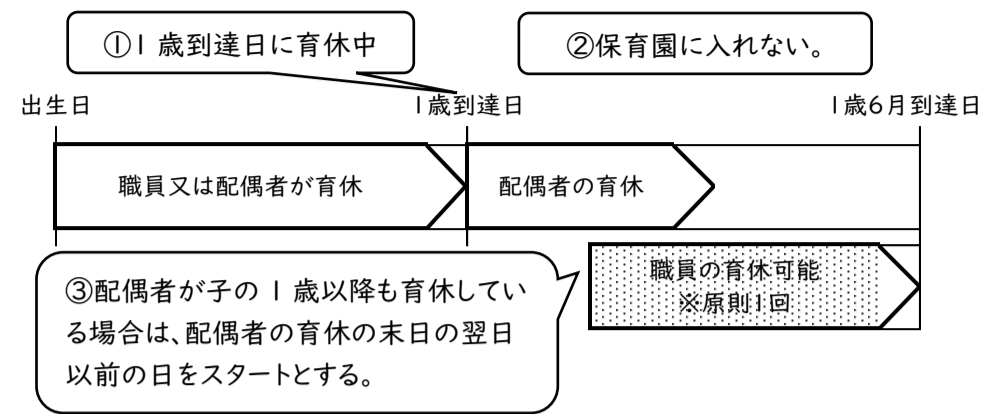 ①1歳到達日に育休中
②保育園に入れない。
出生日
1歳到達日
1歳6月到達日
職員又は配偶者が育休
配偶者の育休
職員の育休可能
※原則1回
③配偶者が子の1歳以降も育休してい
る場合は、配偶者の育休の末日の翌日
以前の日をスタートとする。